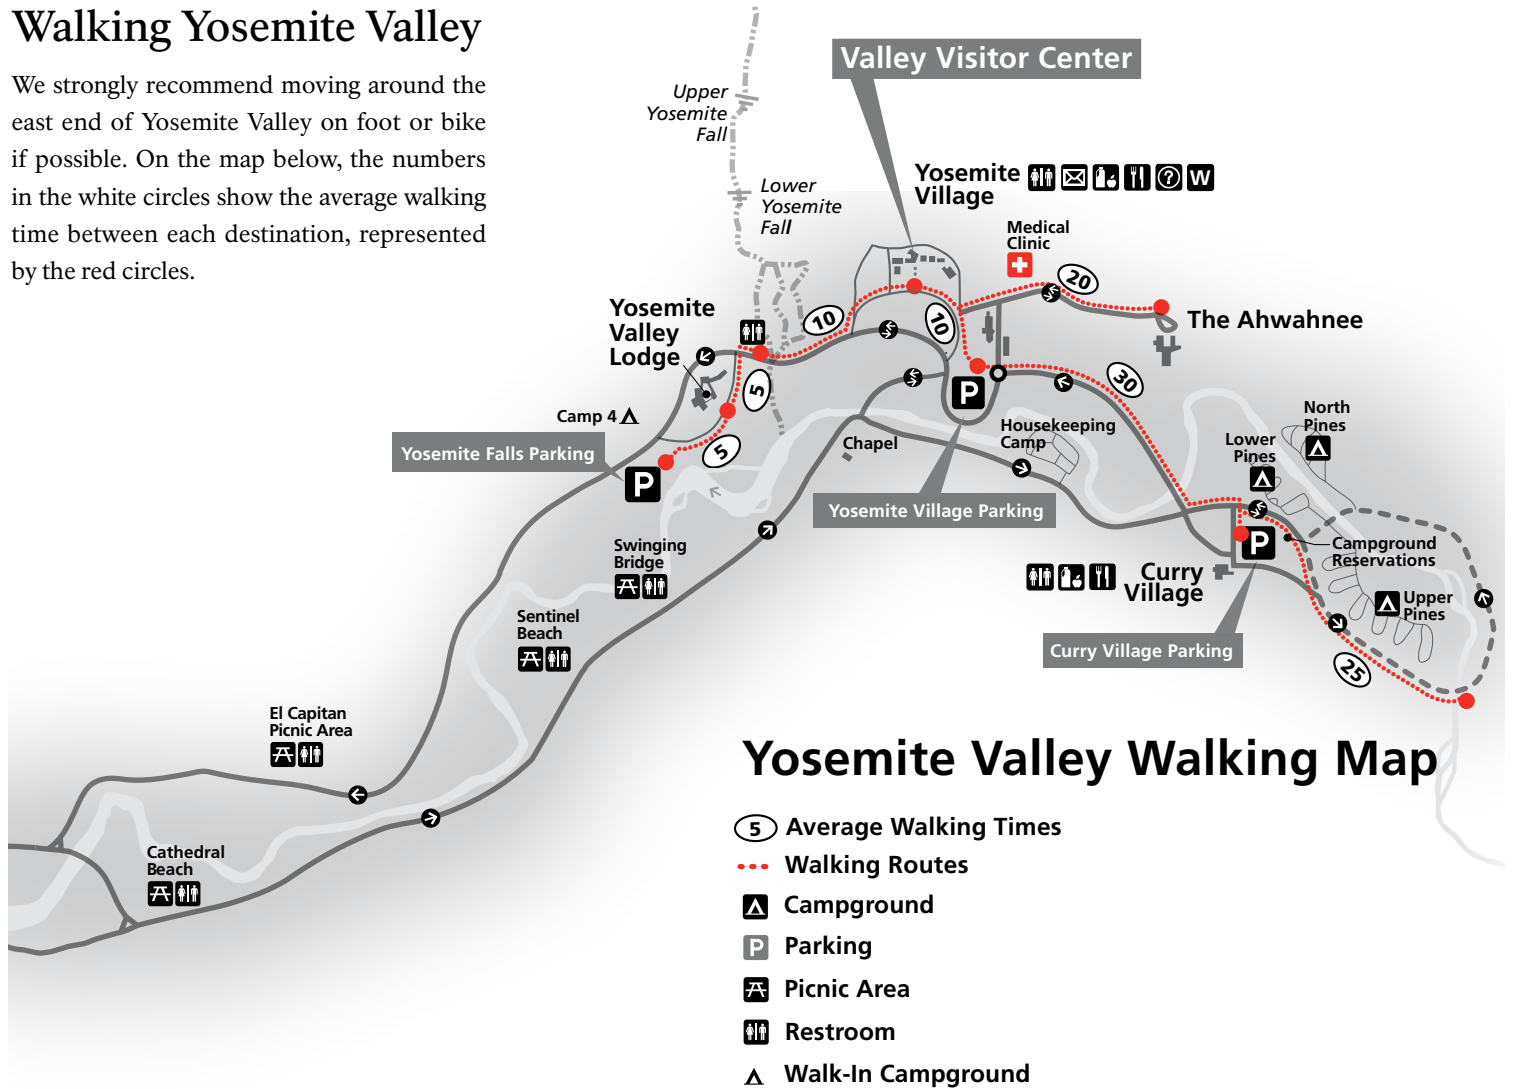 Walking Yosemite Valley
We strongly recommend moving around the
east end of Yosemite Valley on foot or bike
if possible. On the map below, the numbers
in the white circles show the average walking
time between each destination, represented
by the red circles.
Valley Visitor Center
Upper
Yosemite
Fall
Lower
Yosemite
Fall
Yosemite
Village
W
Medical
Clinic
20
The Ahwahnee
Yosemite
Valley
Lodge
10
10
5
5
Camp 4
Yosemite Falls Parking
P
P
30
Chapel
Housekeeping
Camp
Yosemite Village Parking
North
Pines
Lower
Pines
P
Campground
Reservations
Upper
Pines
Curry
Village
Curry Village Parking
25
Swinging
Bridge
Sentinel
Beach
El Capitan
Picnic Area
Cathedral
Beach
Yosemite Valley Walking Map
5 Average Walking Times
Walking Routes
Campground
P Parking
Picnic Area
Restroom
Walk-In Campground